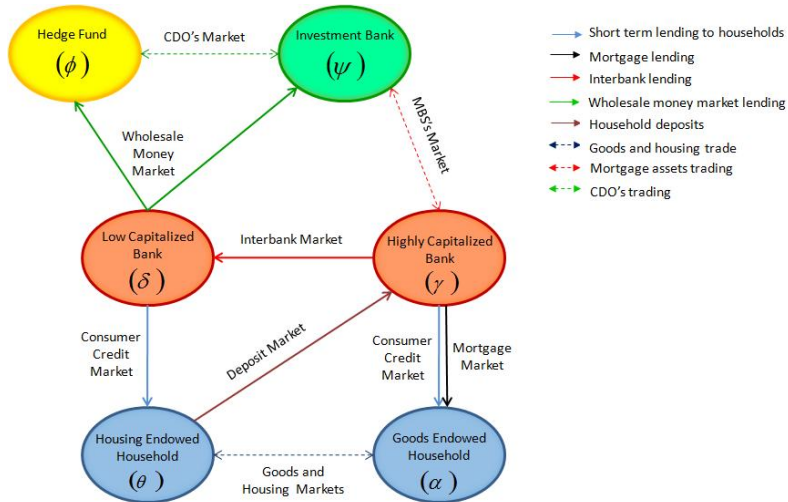 Hedge Fund
(ϕ)
CDO's Market
Investment Bank
(ψ)
Short term lending to households
Mortgage lending
Interbank lending
Wholesale money market lending
Household deposits
Goods and housing trade
Mortgage assets trading
CDO's trading
Wholesale
Money
Market
MBS's Market
Low Capitalized
Bank
(δ)
Interbank Market
Highly Capitalized
Bank
(γ)
Consumer
Credit
Market
Deposit Market
Consumer
Credit
Market
Mortgage
Market
Housing Endowed
Household
(θ)
Goods and
Housing Markets
Goods Endowed
Household
(α)